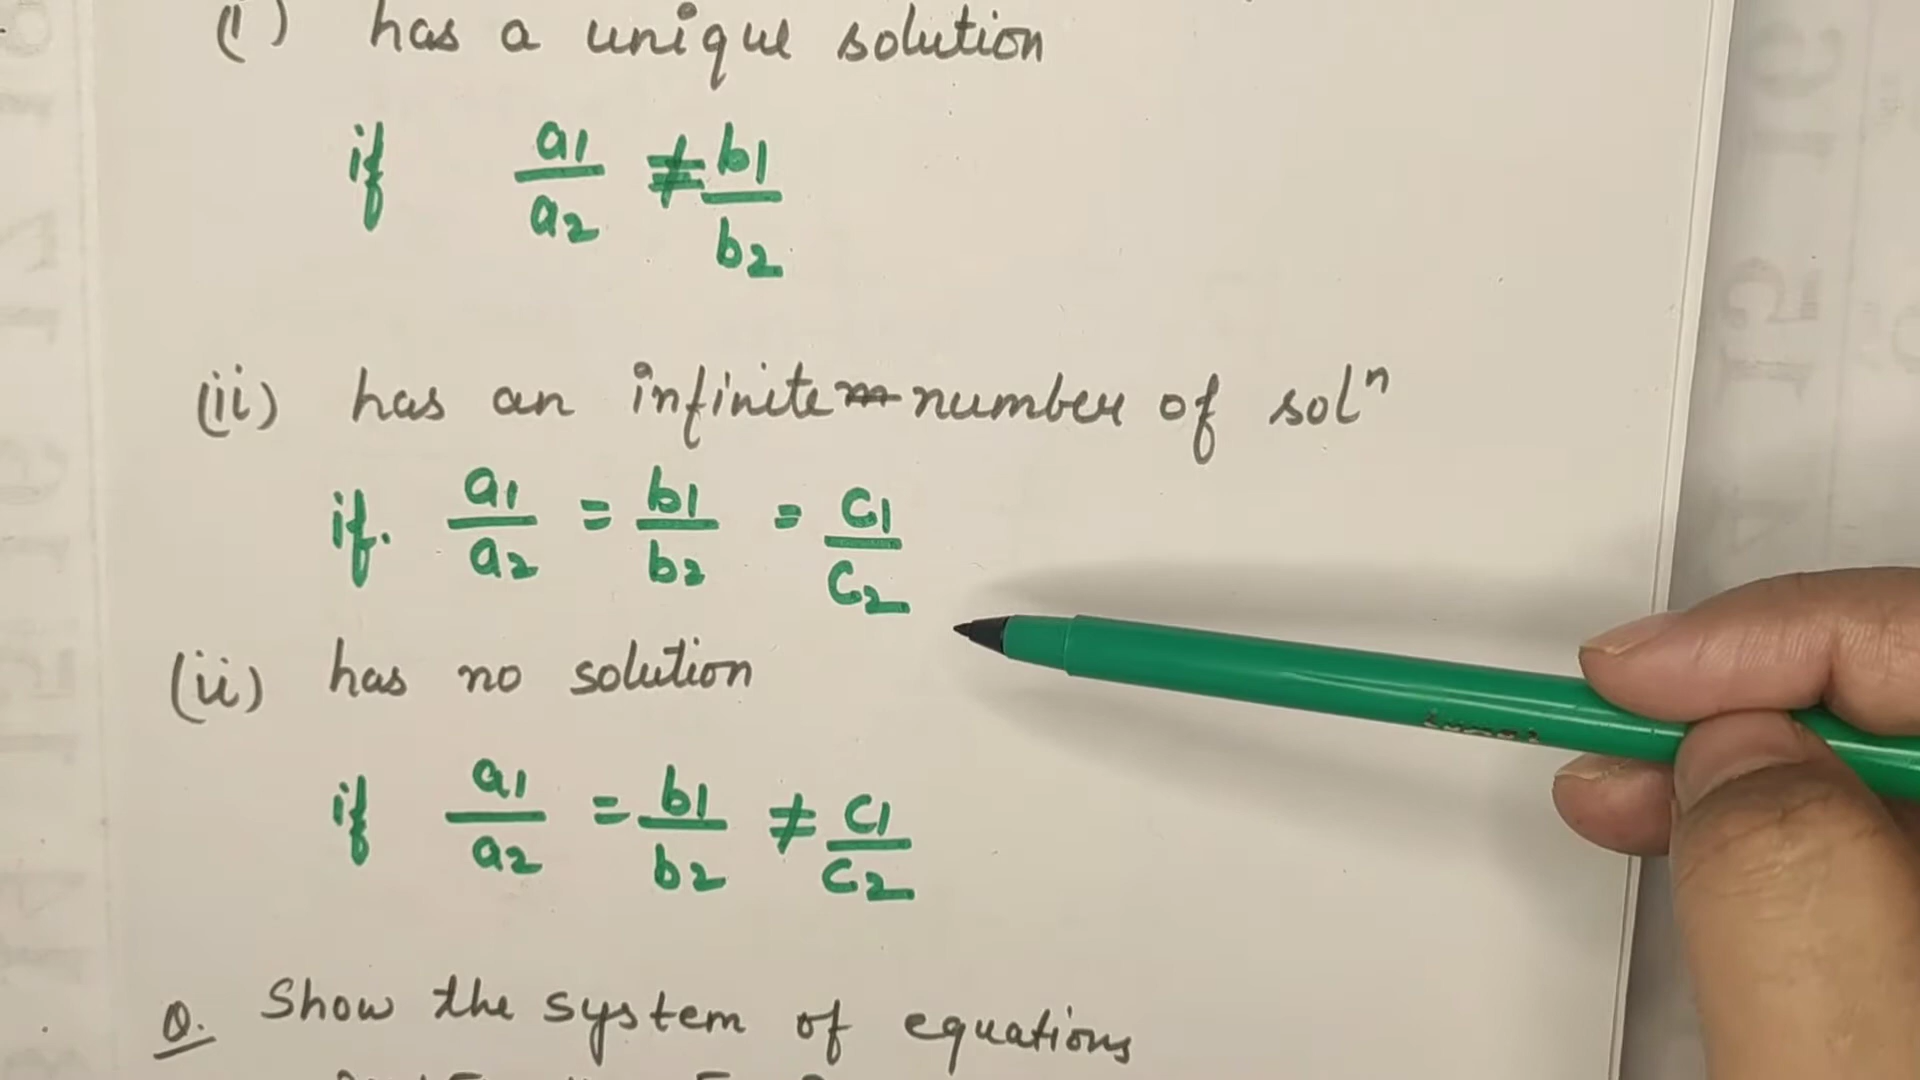 (i) has a unique solution
if a1/a2 ≠ b1/b2
(ii) has an infinite number of solⁿ
if. a1/a2 = b1/b2 = c1/c2
(ii) has no solution
if a1/a2 = b1/b2 ≠ c1/c2
Q. Show the system of equations